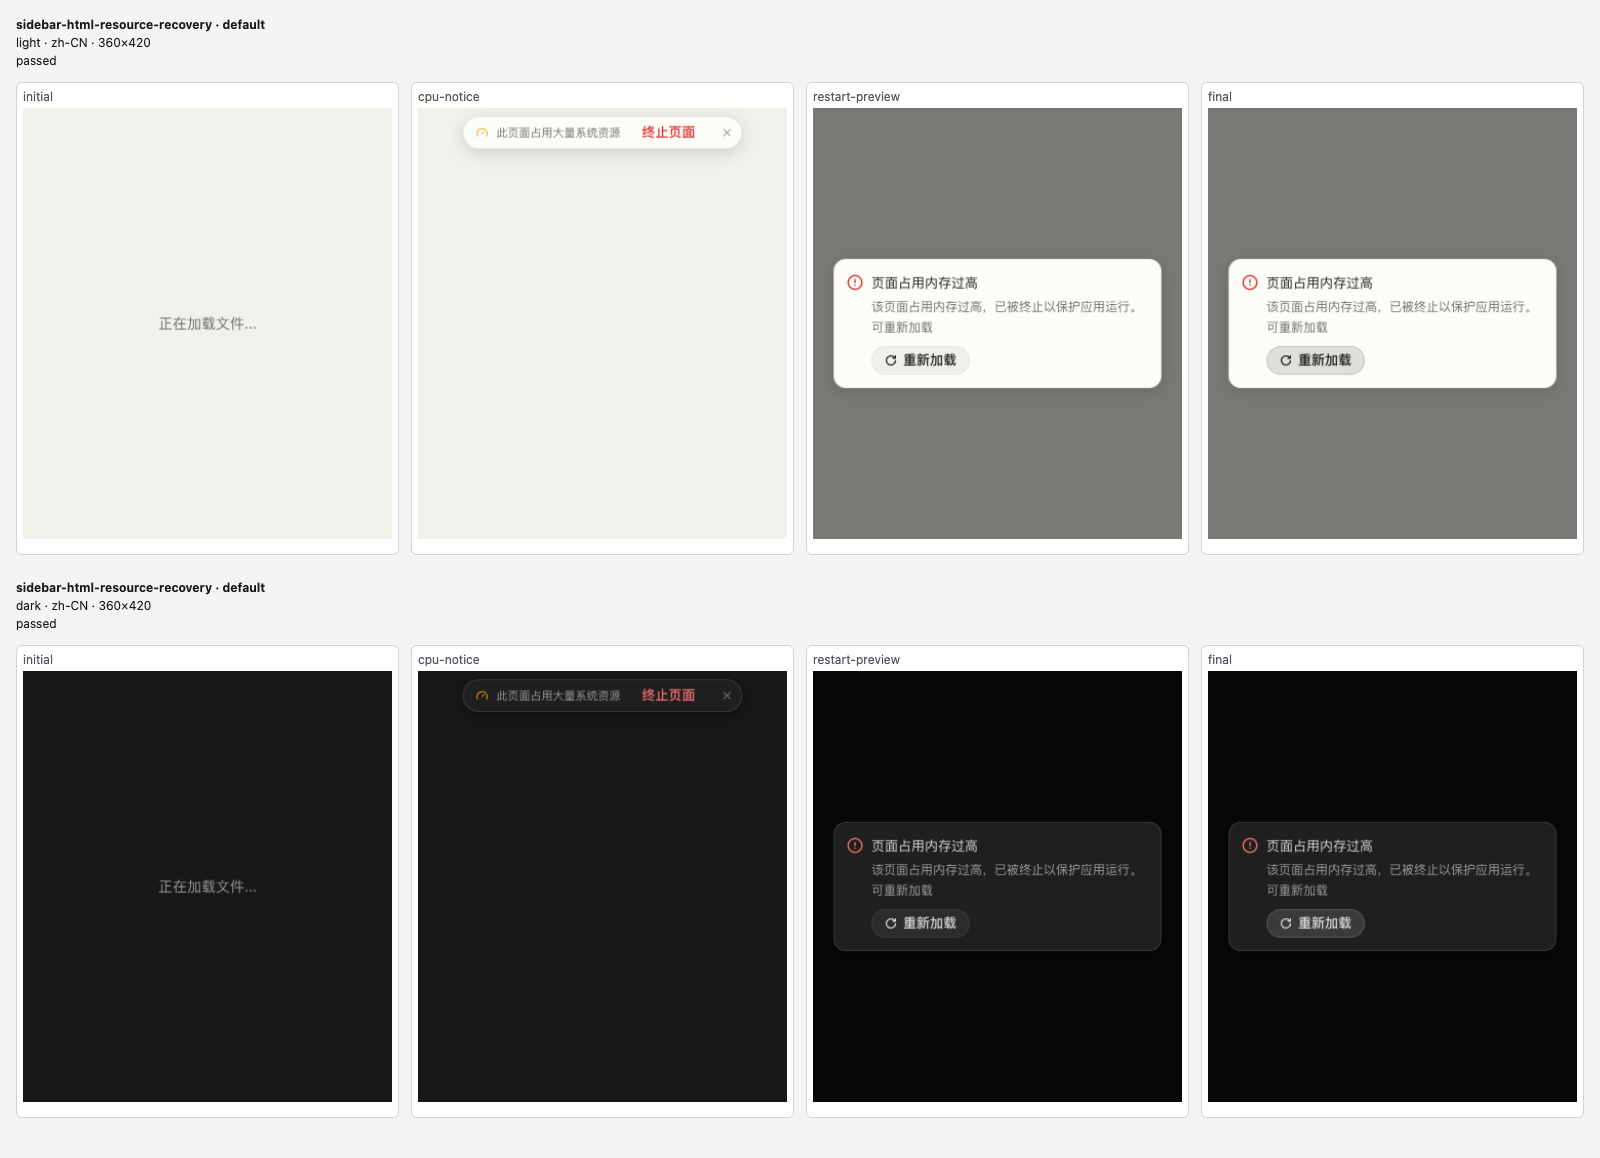 sidebar-html-resource-recovery · default
light · zh-CN · 360×420
passed
initial
正在加载文件...
cpu-notice
此页面占用大量系统资源 终止页面 ×
restart-preview
页面占用内存过高
该页面占用内存过高，已被终止以保护应用运行。
可重新加载
重新加载
final
页面占用内存过高
该页面占用内存过高，已被终止以保护应用运行。
可重新加载
重新加载
sidebar-html-resource-recovery · default
dark · zh-CN · 360×420
passed
initial
正在加载文件...
cpu-notice
此页面占用大量系统资源 终止页面 ×
restart-preview
页面占用内存过高
该页面占用内存过高，已被终止以保护应用运行。
可重新加载
重新加载
final
页面占用内存过高
该页面占用内存过高，已被终止以保护应用运行。
可重新加载
重新加载